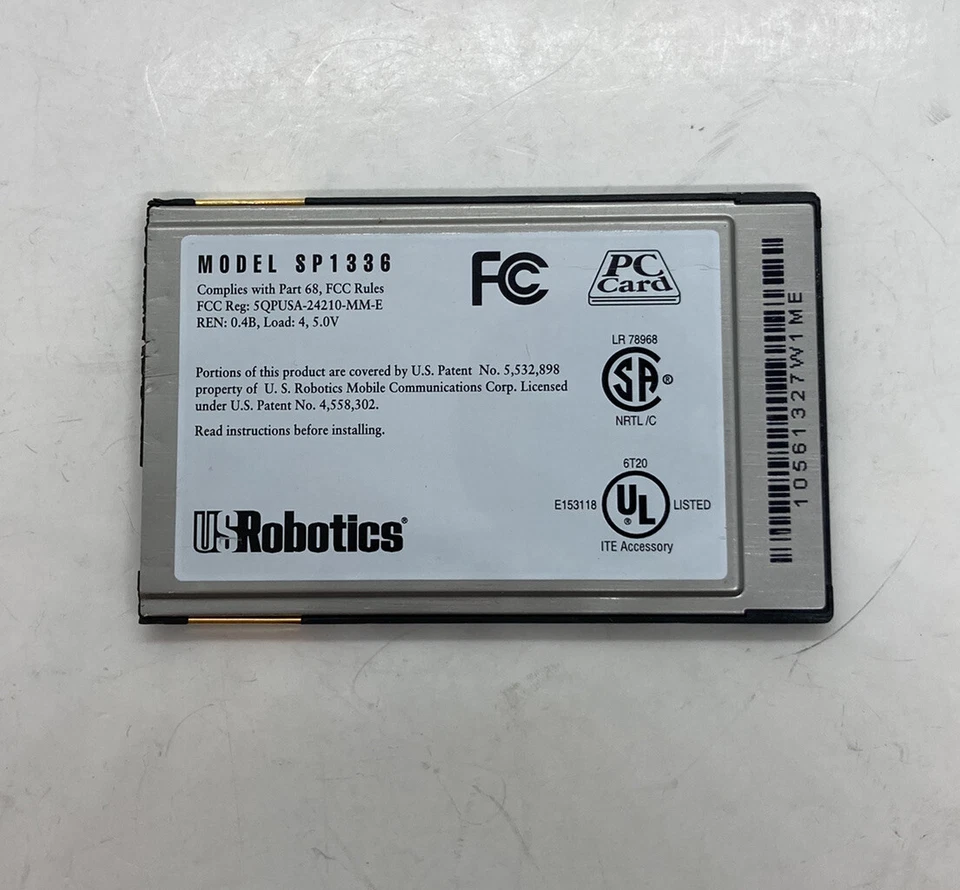 MODEL SP1336
Complies with Part 68, FCC Rules
FCC Reg: 5QPUSA-24210-MM-E
REN: 0.4B, Load: 4, 5.0V
FC
PC
Card
Portions of this product are covered by U.S. Patent No. 5,532,898
property of U. S. Robotics Mobile Communications Corp. Licensed
under U.S. Patent No. 4,558,302.
Read instructions before installing.
LR 78968
SA®
NRTL /C
6T20
E153118 UL® LISTED
ITE Accessory
USRobotics®
10561327W1ME